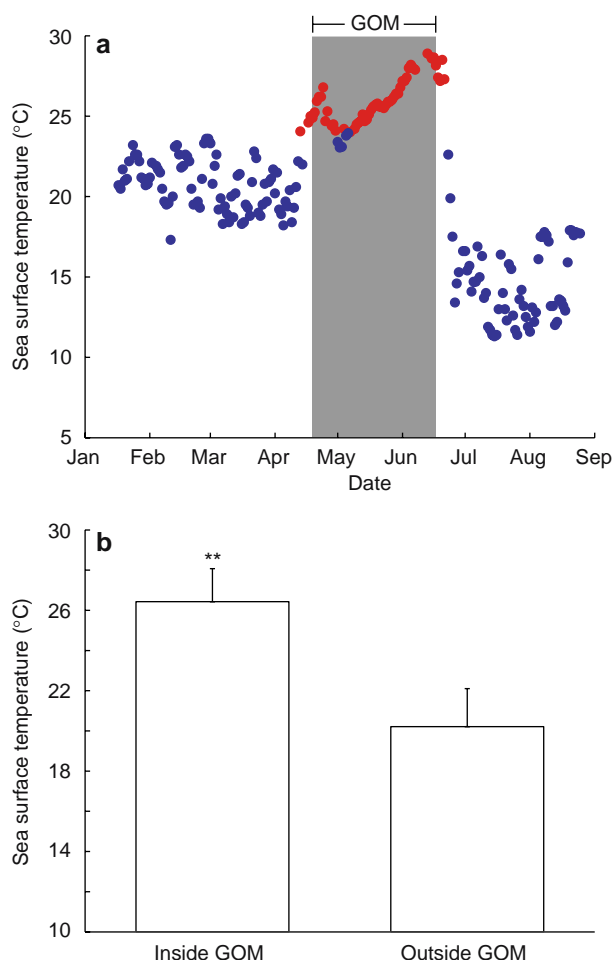 GOM
a
30
25
20
15
10
5
Sea surface temperature (°C)
Jan Feb Mar Apr May Jun Jul Aug Sep
Date
b
**
30
26
22
18
14
10
Sea surface temperature (°C)
Inside GOM Outside GOM